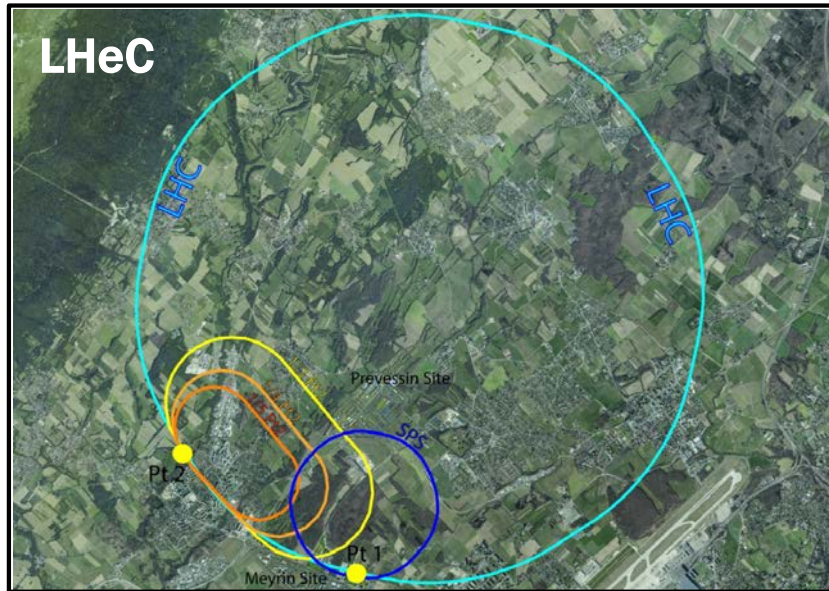 LHeC
LHC
LHC
Prevessin Site
SPS
Pt 2
Pt 1
Meyrin Site